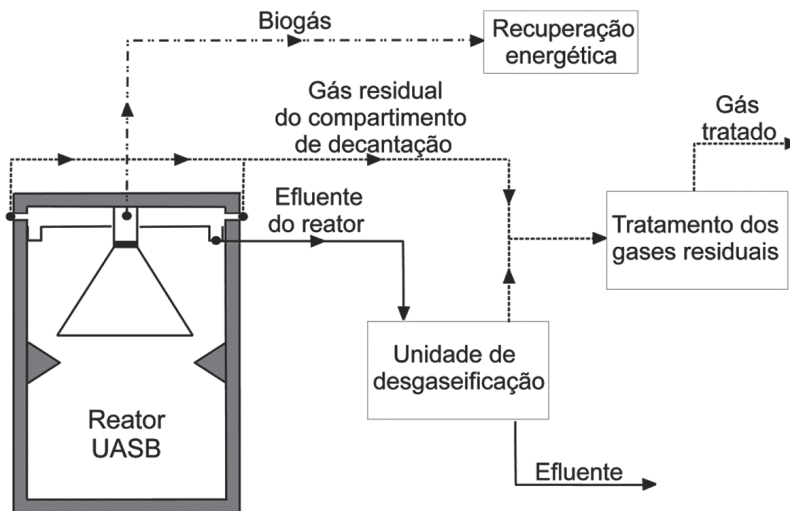 Biogás
Recuperação
energética
Gás residual
do compartimento
de decantação
Gás
tratado
Efluente
do reator
Tratamento dos
gases residuais
Unidade de
desgaseificação
Reator
UASB
Efluente